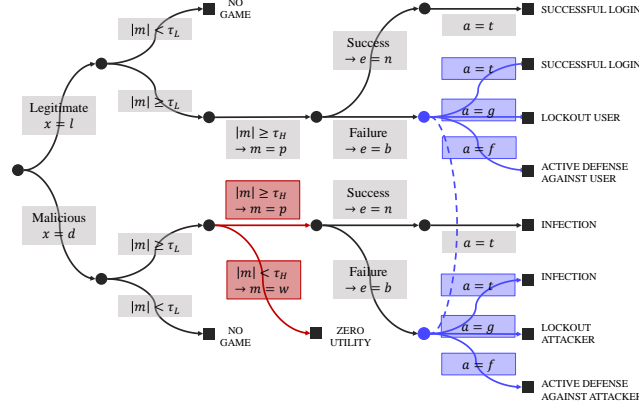 NO
GAME
|m| < τ_L
Legitimate
x = l
|m| ≥ τ_L
|m| ≥ τ_H
→ m = p
Success
→ e = n
Failure
→ e = b
a = t
SUCCESSFUL LOGIN
a = t
SUCCESSFUL LOGIN
a = g
LOCKOUT USER
a = f
ACTIVE DEFENSE
AGAINST USER
Malicious
x = d
|m| ≥ τ_L
|m| < τ_L
NO
GAME
|m| ≥ τ_H
→ m = p
|m| < τ_H
→ m = w
ZERO
UTILITY
Success
→ e = n
Failure
→ e = b
a = t
INFECTION
a = t
INFECTION
a = g
LOCKOUT
ATTACKER
a = f
ACTIVE DEFENSE
AGAINST ATTACKER